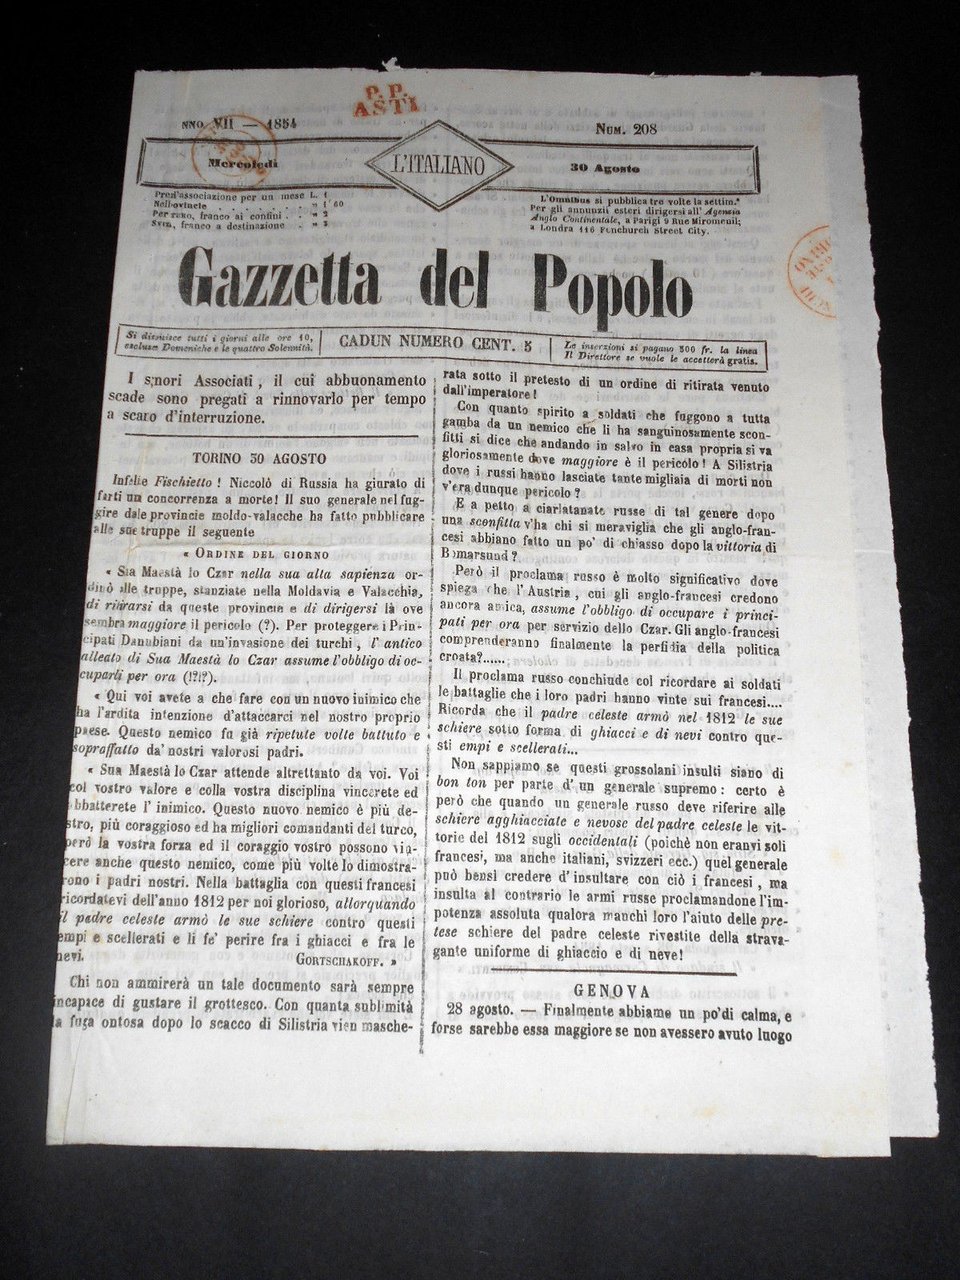 P. P.
ASTI
NNO VII — 1854
NUM. 208
Mercoledì
L'ITALIANO
30 Agosto
Prezz'associazione per un mese L. 1
Nell
Per , franco ai confini . . » 2
, franco a destinazione . » 3
L'Omnibus si pubblica tre volte la settim.ª
Per gli annunzii esteri dirigersi all' Agenzia
Anglo Continentale, a Parigi 9 Rue Miromenil;
a Londra 116 Fenchurch Street City.
Gazzetta del Popolo
Si distribuisce tutti i giorni alle ore 10,
escluse Domeniche e le quattro Solennità.
CADUN NUMERO CENT. 5
Le inserzioni si pagano 500 fr. la linea
Il Direttore se vuole le accetterà gratis.
I signori Associati, il cui abbuonamento
scade sono pregati a rinnovarlo per tempo
a scaro d'interruzione.
TORINO 30 AGOSTO
Infelie Fischietto! Niccolò di Russia ha giurato di
farti un concorrenza a morte! Il suo generale nel fug-
gire dale provincie moldo-valacche ha fatto pubblicare
alle sue truppe il seguente
« ORDINE DEL GIORNO
« Sua Maestà lo Czar nella sua alta sapienza or-
dinò alle truppe, stanziate nella Moldavia e Valacchia,
di ritirarsi da queste provincie e di dirigersi là ove
sembra maggiore il pericolo (?). Per proteggere i Prin-
cipati Danubiani da un'invasione dei turchi, l'antico
alleato di Sua Maestà lo Czar assume l'obbligo di oc-
cuparli per ora (!?!?).
« Qui voi avete a che fare con un nuovo inimico che
ha l'ardita intenzione d'attaccarci nel nostro proprio
paese. Questo nemico fu già ripetute volte battuto e
sopraffatto da' nostri valorosi padri.
« Sua Maestà lo Czar attende altrettanto da voi. Voi
col vostro valore e colla vostra disciplina vincerete ed
abbatterete l' inimico. Questo nuovo nemico è più de-
stro, più coraggioso ed ha migliori comandanti del turco,
però la vostra forza ed il coraggio vostro possono vin-
cere anche questo nemico, come più volte lo dimostra-
rono i padri nostri. Nella battaglia con questi francesi
ricordatevi dell'anno 1812 per noi glorioso, allorquando
il padre celeste armò le sue schiere contro questi
empi e scellerati e li fe' perire fra i ghiacci e fra le
nevi. GORTSCHAKOFF. »
Chi non ammirerà un tale documento sarà sempre
incapace di gustare il grottesco. Con quanta sublimità
la fuga ontosa dopo lo scacco di Silistria vien masche-
rata sotto il pretesto di un ordine di ritirata venuto
dall'imperatore!
Con quanto spirito a soldati che fuggono a tutta
gamba da un nemico che li ha sanguinosamente scon-
fitti si dice che andando in salvo in casa propria si va
gloriosamente dove maggiore è il pericolo! A Silistria
dove i russi hanno lasciate tante migliaia di morti non
v'era dunque pericolo?
E a petto a ciarlatanate russe di tal genere dopo
una sconfitta v'ha chi si meraviglia che gli anglo-fran-
cesi abbiano fatto un po' di chiasso dopo la vittoria di
Bomarsund?
Però il proclama russo è molto significativo dove
spiega che l'Austria, cui gli anglo-francesi credono
ancora amica, assume l'obbligo di occupare i princi-
pati per ora per servizio dello Czar. Gli anglo-francesi
comprenderanno finalmente la perfidia della politica
croata?......
Il proclama russo conchiude col ricordare ai soldati
le battaglie che i loro padri hanno vinte sui francesi....
Ricorda che il padre celeste armò nel 1812 le sue
schiere sotto forma di ghiacci e di nevi contro que-
sti empi e scellerati...
Non sappiamo se questi grossolani insulti siano di
bon ton per parte d'un generale supremo: certo è
però che quando un generale russo deve riferire alle
schiere agghiacciate e nevose del padre celeste le vit-
torie del 1812 sugli occidentali (poichè non eranvi soli
francesi, ma anche italiani, svizzeri ecc.) quel generale
può bensì credere d'insultare con ciò i francesi, ma
insulta al contrario le armi russe proclamandone l'im-
potenza assoluta qualora manchi loro l'aiuto delle pre-
tese schiere del padre celeste rivestite della strava-
gante uniforme di ghiaccio e di neve!
GENOVA
28 agosto. — Finalmente abbiamo un po' di calma, e
forse sarebbe essa maggiore se non avessero avuto luogo